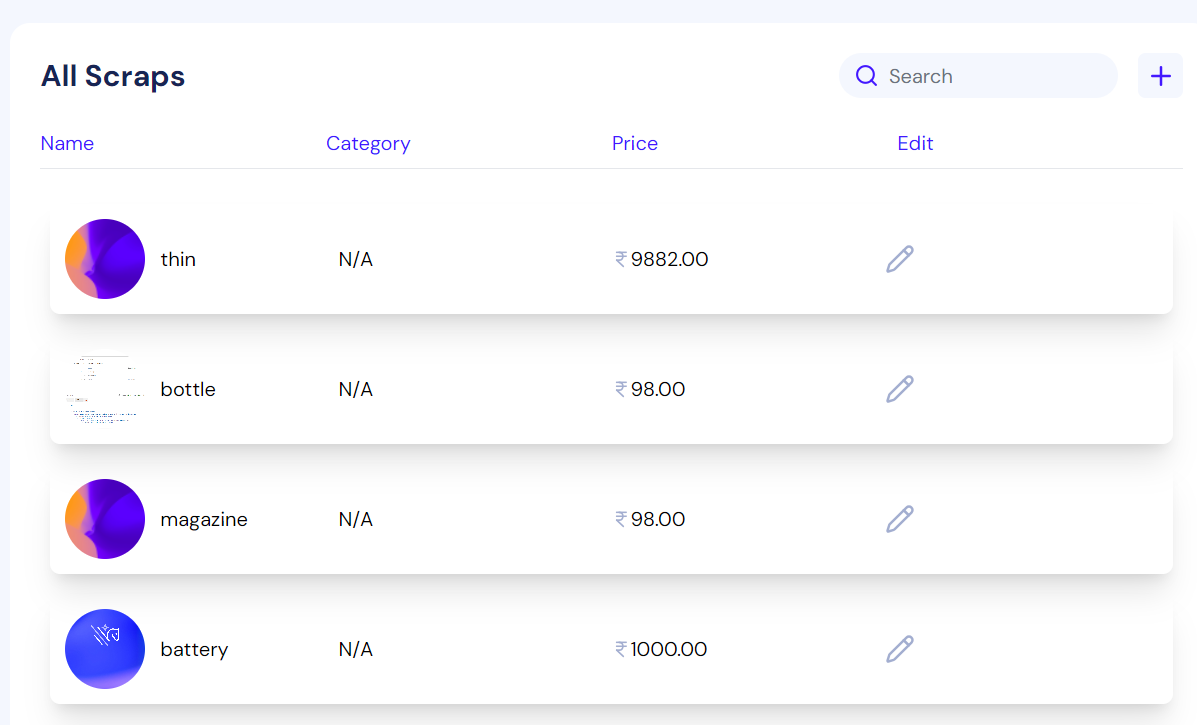 All Scraps
Search
Name Category Price Edit
thin N/A ₹9882.00
bottle N/A ₹98.00
magazine N/A ₹98.00
battery N/A ₹1000.00